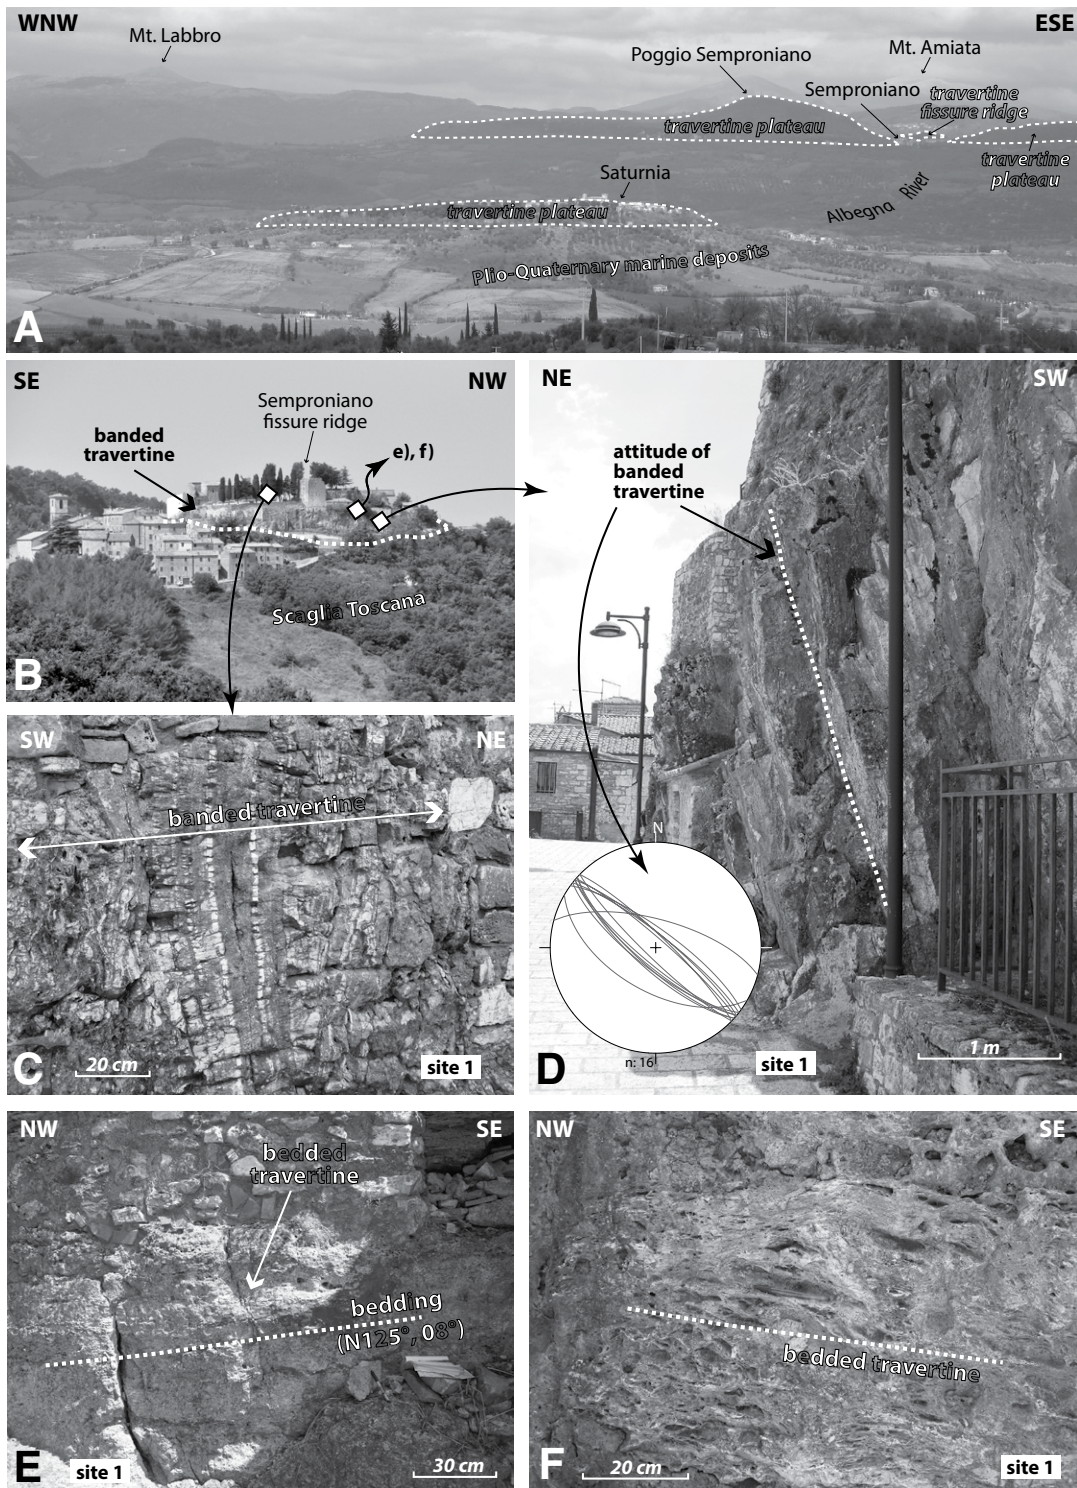 WNW
ESE
Mt. Labbro
Poggio Semproniano
Mt. Amiata
Semproniano
travertine
fissure ridge
travertine plateau
travertine
plateau
Saturnia
travertine plateau
Albegna River
Plio-Quaternary marine deposits
A
SE
NW
Semproniano
fissure ridge
banded
travertine
e), f)
Scaglia Toscana
B
NE
SW
attitude of
banded
travertine
N
n: 16
site 1
1 m
D
SW
NE
banded travertine
20 cm
site 1
C
NW
SE
bedded
travertine
bedding
(N125°, 08°)
E
site 1
30 cm
NW
SE
bedded travertine
F
20 cm
site 1